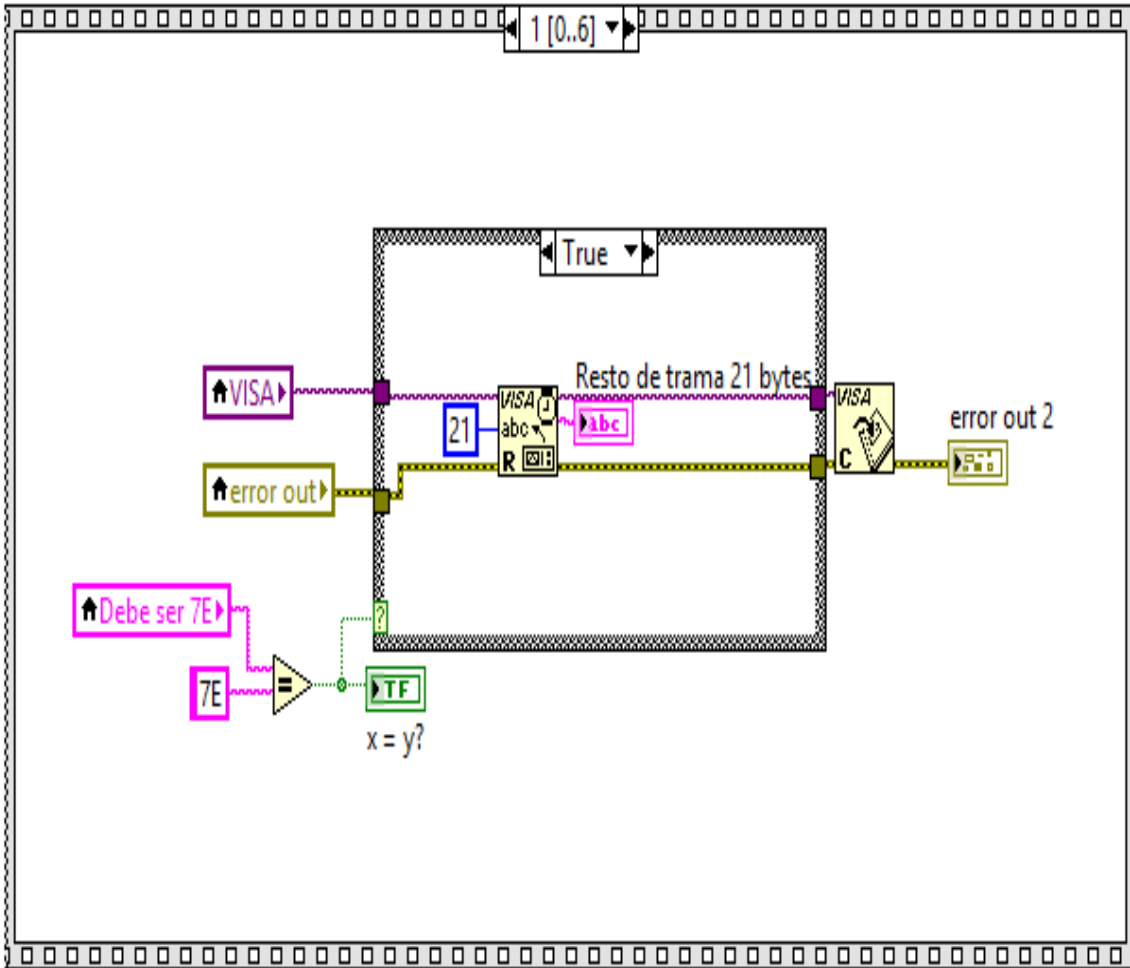 1 [0..6]
True
Resto de trama 21 bytes
VISA
VISA
abc
R
21
abc
VISA
C
error out 2
error out
Debe ser 7E
7E
=
?
TF
x = y?